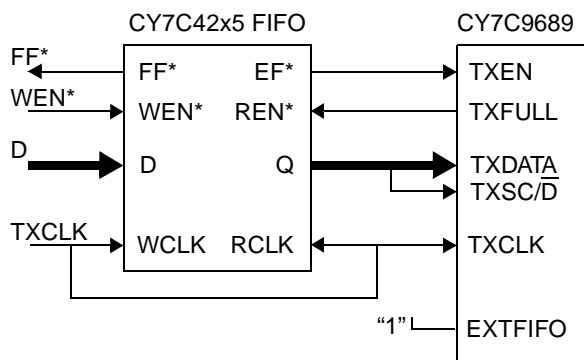 CY7C42x5 FIFO
CY7C9689
FF*
FF*
EF*
TXEN
WEN*
WEN*
REN*
TXFULL
D
D
Q
TXDATA
TXSC/D̅
TXCLK
WCLK
RCLK
TXCLK
“1”
EXTFIFO